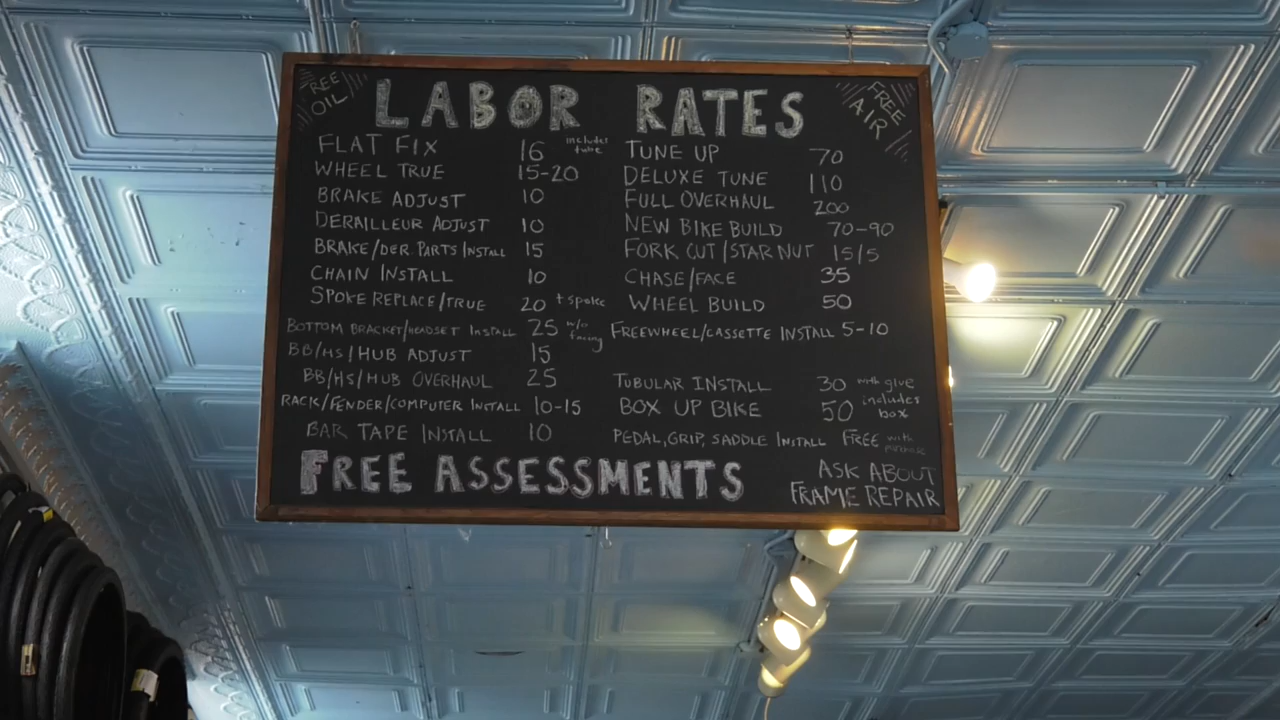 FREE OIL
LABOR RATES
FREE AIR
FLAT FIX 16 includes tube
WHEEL TRUE 15-20
BRAKE ADJUST 10
DERAILLEUR ADJUST 10
BRAKE/DER. PARTS INSTALL 15
CHAIN INSTALL 10
SPOKE REPLACE/TRUE 20 + spoke
BOTTOM BRACKET/HEADSET INSTALL 25 w/o facing
BB/HS/HUB ADJUST 15
BB/HS/HUB OVERHAUL 25
RACK/FENDER/COMPUTER INSTALL 10-15
BAR TAPE INSTALL 10
TUNE UP 70
DELUXE TUNE 110
FULL OVERHAUL 200
NEW BIKE BUILD 70-90
FORK CUT/STAR NUT 15/5
CHASE/FACE 35
WHEEL BUILD 50
FREEWHEEL/CASSETTE INSTALL 5-10
TUBULAR INSTALL 30 with glue
BOX UP BIKE 50 includes box
PEDAL, GRIP, SADDLE INSTALL FREE with purchase
FREE ASSESSMENTS
ASK ABOUT
FRAME REPAIR